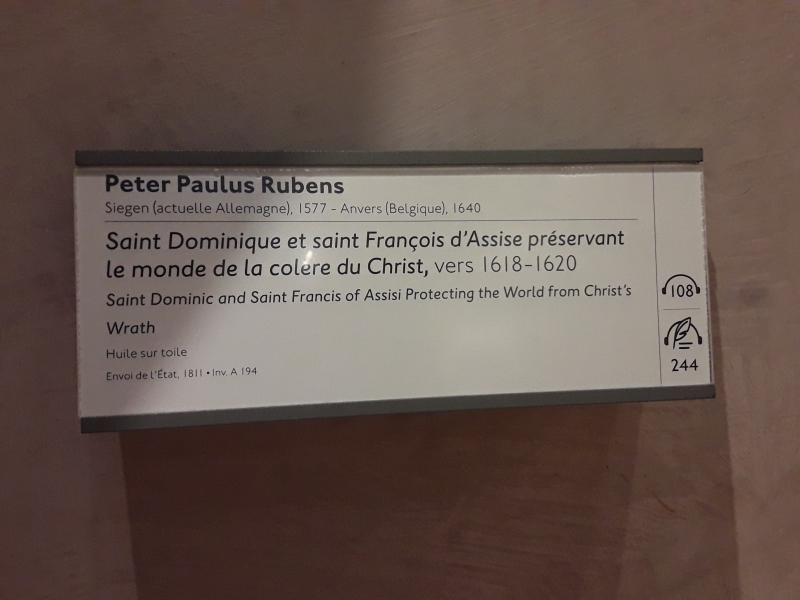 Peter Paulus Rubens
Siegen (actuelle Allemagne), 1577 - Anvers (Belgique), 1640
Saint Dominique et saint François d'Assise préservant
le monde de la colère du Christ, vers 1618-1620
Saint Dominic and Saint Francis of Assisi Protecting the World from Christ's
Wrath
Huile sur toile
Envoi de l'État, 1811 • Inv. A 194
108
244